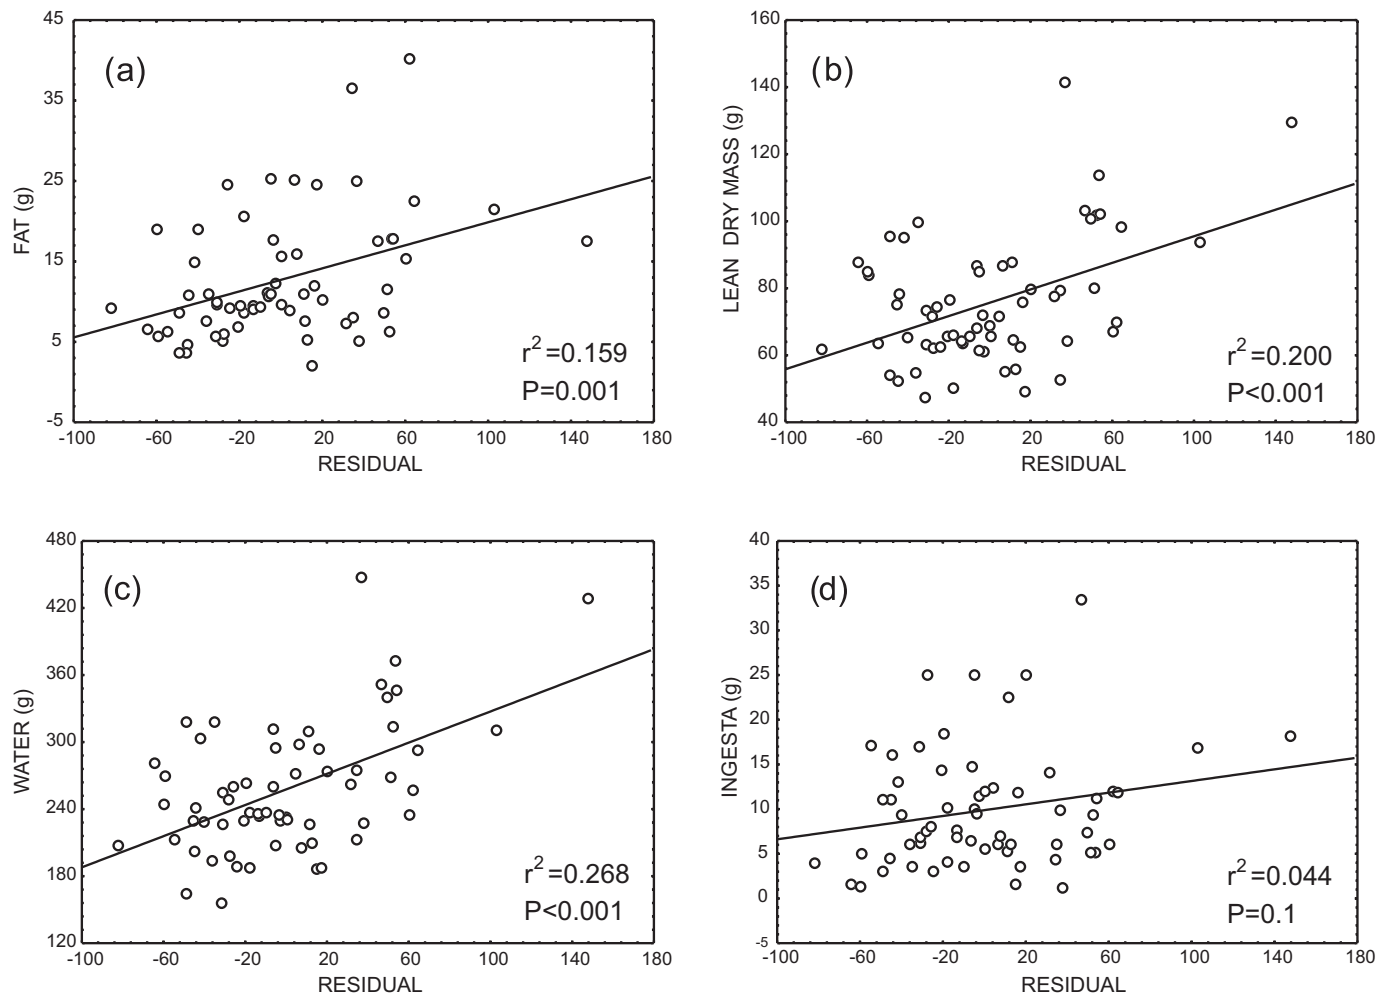 (a)
FAT (g)
45
35
25
15
5
-5
r²=0.159
P=0.001
-100 -60 -20 20 60 100 140 180
RESIDUAL
(b)
LEAN DRY MASS (g)
160
140
120
100
80
60
40
r²=0.200
P<0.001
-100 -60 -20 20 60 100 140 180
RESIDUAL
(c)
WATER (g)
480
420
360
300
240
180
120
r²=0.268
P<0.001
-100 -60 -20 20 60 100 140 180
RESIDUAL
(d)
INGESTA (g)
40
35
30
25
20
15
10
5
0
-5
r²=0.044
P=0.1
-100 -60 -20 20 60 100 140 180
RESIDUAL